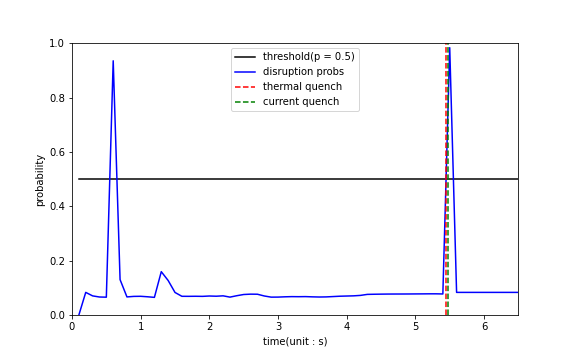 1.0
0.8
0.6
0.4
0.2
0.0
probability
threshold(p = 0.5)
disruption probs
thermal quench
current quench
0 1 2 3 4 5 6
time(unit : s)